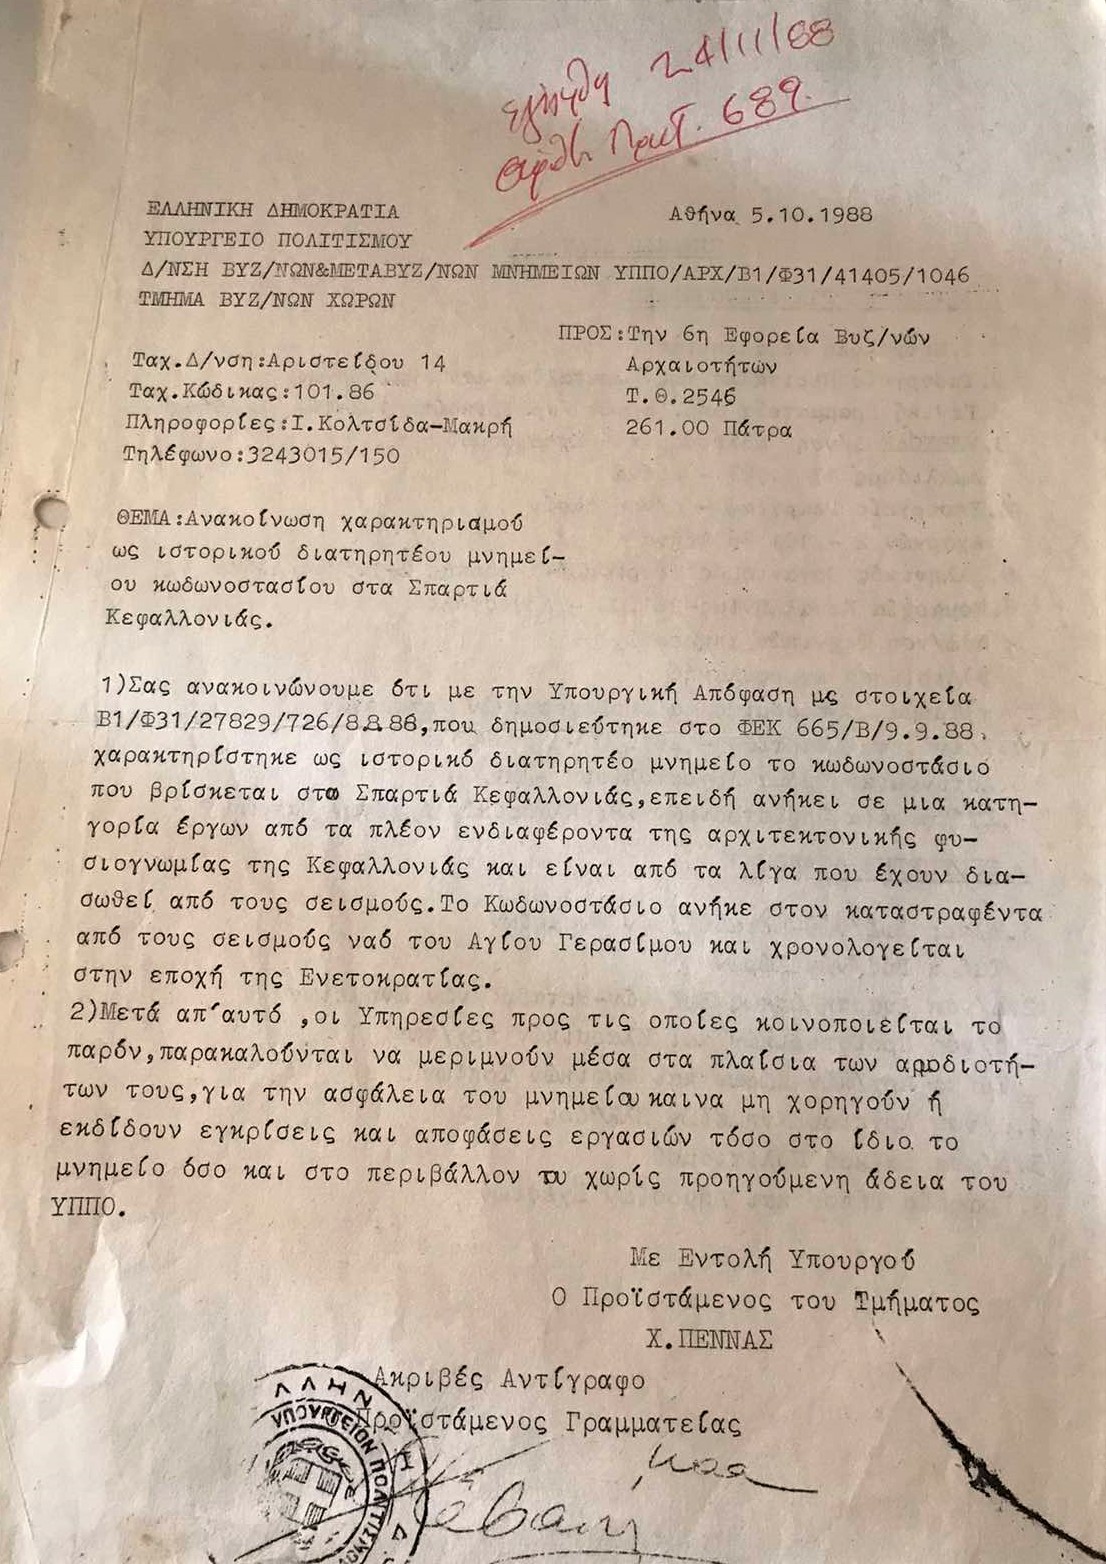 ελήφθη 24/11/88
αριθ. Πρωτ. 689.
ΕΛΛΗΝΙΚΗ ΔΗΜΟΚΡΑΤΙΑ
Αθήνα 5.10.1988
ΥΠΟΥΡΓΕΙΟ ΠΟΛΙΤΙΣΜΟΥ
Δ/ΝΣΗ ΒΥΖ/ΝΩΝ&ΜΕΤΑΒΥΖ/ΝΩΝ ΜΝΗΜΕΙΩΝ ΥΠΠΟ/ΑΡΧ/Β1/Φ31/41405/1046
ΤΜΗΜΑ ΒΥΖ/ΝΩΝ ΧΩΡΩΝ
ΠΡΟΣ:Την 6η Εφορεία Βυζ/νών
Αρχαιοτήτων
Τ.Θ.2546
261.00 Πάτρα
Ταχ.Δ/νση:Αριστείδου 14
Ταχ.Κώδικας:101.86
Πληροφορίες:Ι.Κολτσίδα-Μακρή
Τηλέφωνο:3243015/150
ΘΕΜΑ:Ανακοίνωση χαρακτηρισμού
ως ιστορικού διατηρητέου μνημεί-
ου κωδωνοστασίου στα Σπαρτιά
Κεφαλλονιάς.
1)Σας ανακοινώνουμε ότι με την Υπουργική Απόφαση με στοιχεία
Β1/Φ31/27829/726/8.8.88,που δημοσιεύτηκε στο ΦΕΚ 665/Β/9.9.88.
χαρακτηρίστηκε ως ιστορικό διατηρητέο μνημείο το κωδωνοστάσιο
που βρίσκεται στα Σπαρτιά Κεφαλλονιάς,επειδή ανήκει σε μια κατη-
γορία έργων από τα πλέον ενδιαφέροντα της αρχιτεκτονικής φυ-
σιογνωμίας της Κεφαλλονιάς και είναι από τα λίγα που έχουν δια-
σωθεί από τους σεισμούς.Το Κωδωνοστάσιο ανήκε στον καταστραφέντα
από τους σεισμούς ναό του Αγίου Γερασίμου και χρονολογείται
στην εποχή της Ενετοκρατίας.
2)Μετά απ'αυτό ,οι Υπηρεσίες προς τις οποίες κοινοποιείται το
παρόν,παρακαλούνται να μεριμνούν μέσα στα πλαίσια των αρμοδιοτή-
των τους,για την ασφάλεια του μνημείου και να μη χορηγούν ή
εκδίδουν εγκρίσεις και αποφάσεις εργασιών τόσο στο ίδιο το
μνημείο όσο και στο περιβάλλον του χωρίς προηγούμενη άδεια του
ΥΠΠΟ.
Με Εντολή Υπουργού
Ο Προϊστάμενος του Τμήματος
Χ.ΠΕΝΝΑΣ
Ακριβές Αντίγραφο
Προϊστάμενος Γραμματείας
ΥΠΟΥΡΓΕΙΟΝ ΠΟΛΙΤΙΣΜΟΥ